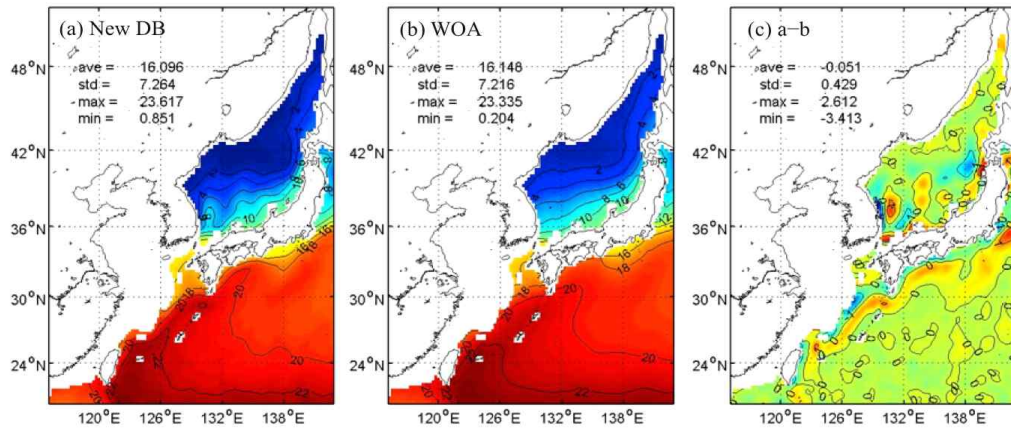 (a) New DB
ave = 16.096
std = 7.264
max = 23.617
min = 0.851
48°N
42°N
36°N
30°N
24°N
120°E 126°E 132°E 138°E
(b) WOA
ave = 16.148
std = 7.216
max = 23.335
min = 0.204
48°N
42°N
36°N
30°N
24°N
120°E 126°E 132°E 138°E
(c) a−b
ave = -0.051
std = 0.429
max = 2.612
min = -3.413
48°N
42°N
36°N
30°N
24°N
120°E 126°E 132°E 138°E